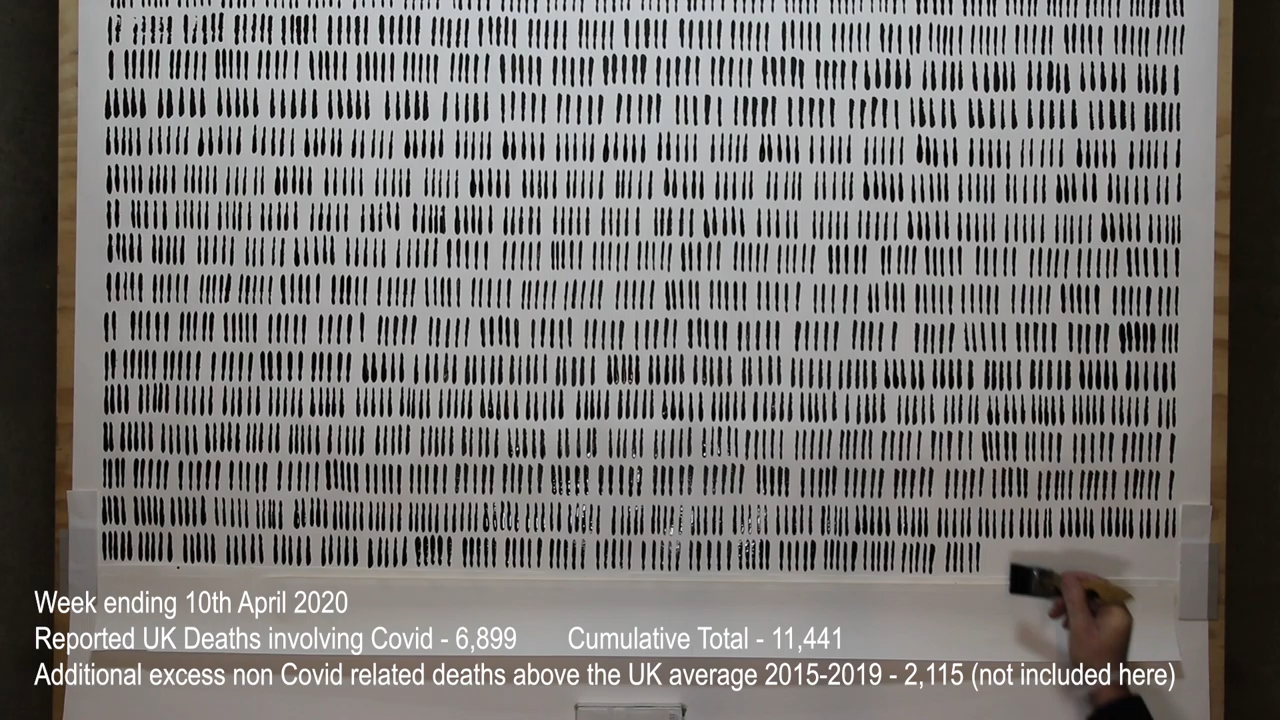 Week ending 10th April 2020
Reported UK Deaths involving Covid - 6,899 Cumulative Total - 11,441
Additional excess non Covid related deaths above the UK average 2015-2019 - 2,115 (not included here)